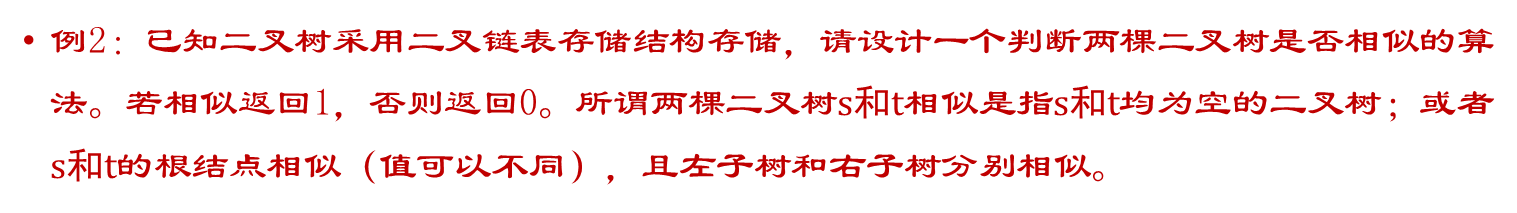 • 例2：已知二叉树采用二叉链表存储结构存储，请设计一个判断两棵二叉树是否相似的算
法。若相似返回1，否则返回0。所谓两棵二叉树s和t相似是指s和t均为空的二叉树；或者
s和t的根结点相似（值可以不同），且左子树和右子树分别相似。